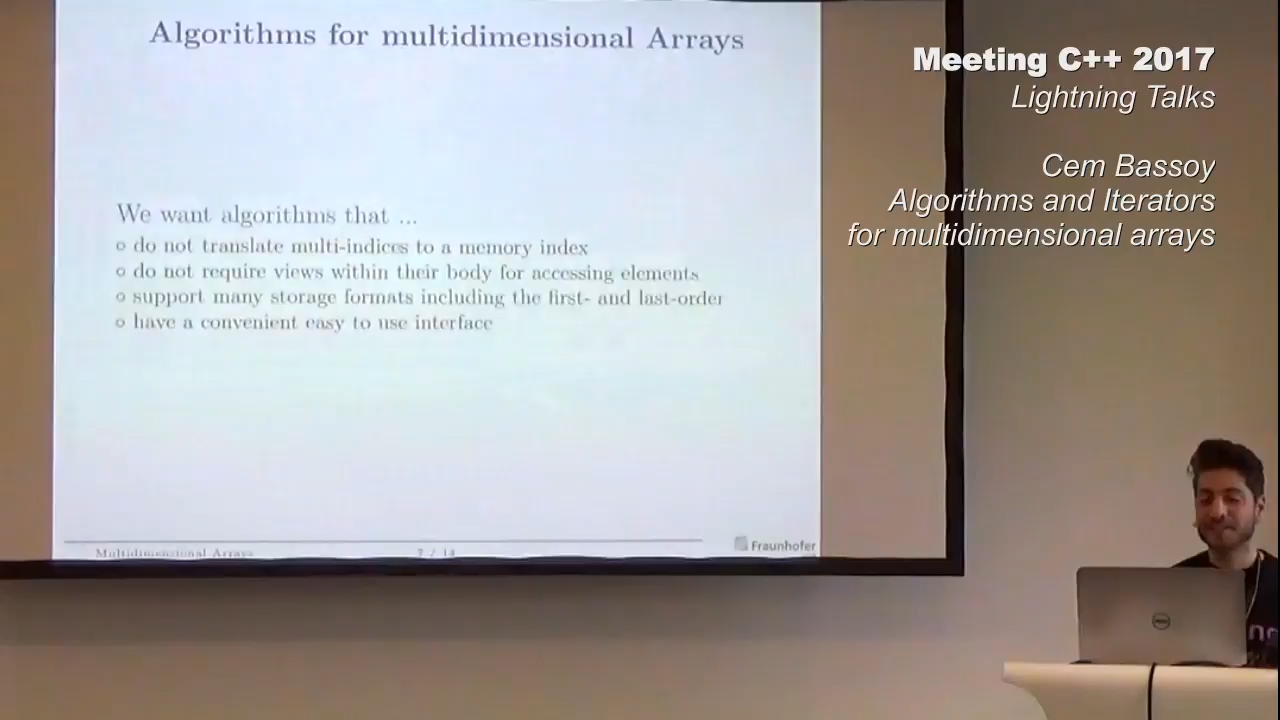 Algorithms for multidimensional Arrays
We want algorithms that ...
do not translate multi-indices to a memory index
do not require views within their body for accessing elements
support many storage formats including the first- and last-order
have a convenient easy to use interface
Multidimensional Arrays
Fraunhofer
Meeting C++ 2017
Lightning Talks
Cem Bassoy
Algorithms and Iterators
for multidimensional arrays
DELL